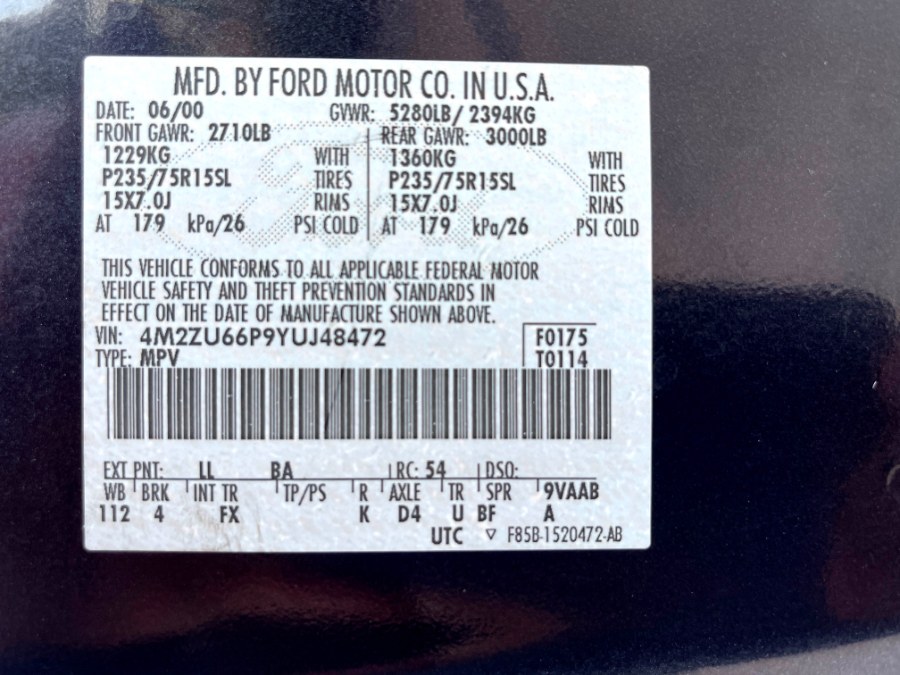 MFD. BY FORD MOTOR CO. IN U.S.A.
DATE: 06/00 GVWR: 5280LB/ 2394KG
FRONT GAWR: 2710LB REAR GAWR: 3000LB
1229KG WITH 1360KG WITH
P235/75R15SL TIRES P235/75R15SL TIRES
15X7.0J RIMS 15X7.0J RIMS
AT 179 kPa/26 PSI COLD AT 179 kPa/26 PSI COLD
THIS VEHICLE CONFORMS TO ALL APPLICABLE FEDERAL MOTOR
VEHICLE SAFETY AND THEFT PREVENTION STANDARDS IN
EFFECT ON THE DATE OF MANUFACTURE SHOWN ABOVE.
VIN: 4M2ZU66P9YUJ48472 F0175
TYPE: MPV T0114
EXT PNT: LL BA RC: 54 DSO:
WB BRK INT TR TP/PS R AXLE TR SPR 9VAAB
112 4 FX K D4 U BF A
UTC ▽ F85B-1520472-AB